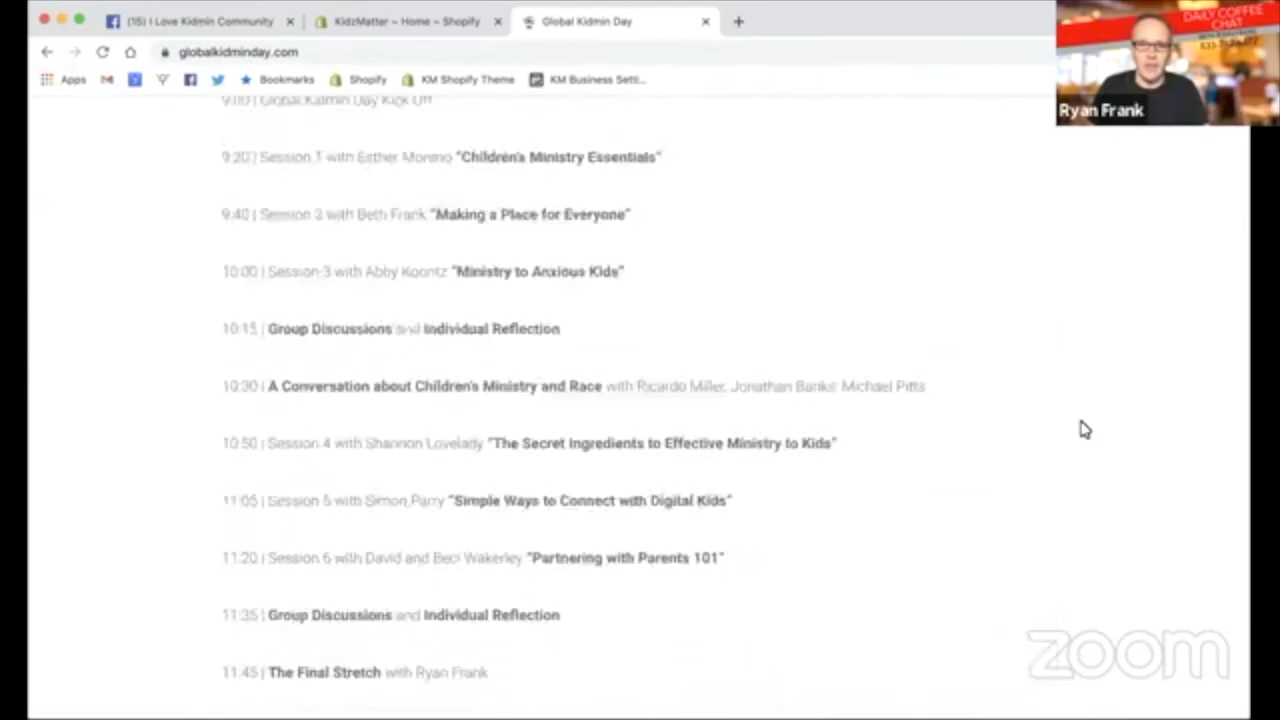 (15) I Love Kidmin Community
KidzMatter ~ Home ~ Shopify
Global Kidmin Day
globalkidminday.com
Apps
Bookmarks
Shopify
KM Shopify Theme
KM Business Setti...
DAILY COFFEE
CHAT
Ryan Frank
9:00 | Global Kidmin Day Kick Off
9:20 | Session 1 with Esther Moreno "Children's Ministry Essentials"
9:40 | Session 2 with Beth Frank "Making a Place for Everyone"
10:00 | Session 3 with Abby Koontz "Ministry to Anxious Kids"
10:15 | Group Discussions and Individual Reflection
10:30 | A Conversation about Children's Ministry and Race with Ricardo Miller, Jonathan Banks Michael Pitts
10:50 | Session 4 with Shannon Lovelady "The Secret Ingredients to Effective Ministry to Kids"
11:05 | Session 5 with Simon Parry "Simple Ways to Connect with Digital Kids"
11:20 | Session 6 with David and Beci Wakerley "Partnering with Parents 101"
11:35 | Group Discussions and Individual Reflection
11:45 | The Final Stretch with Ryan Frank
zoom